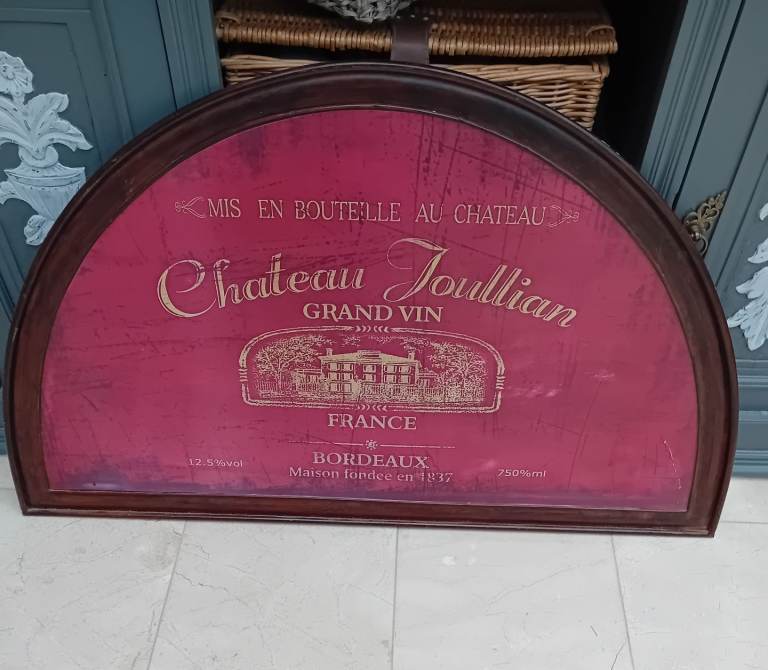 MIS EN BOUTEILLE AU CHATEAU
Chateau Joullian
GRAND VIN
FRANCE
BORDEAUX
12.5%vol
Maison fondee en 1837
750%ml